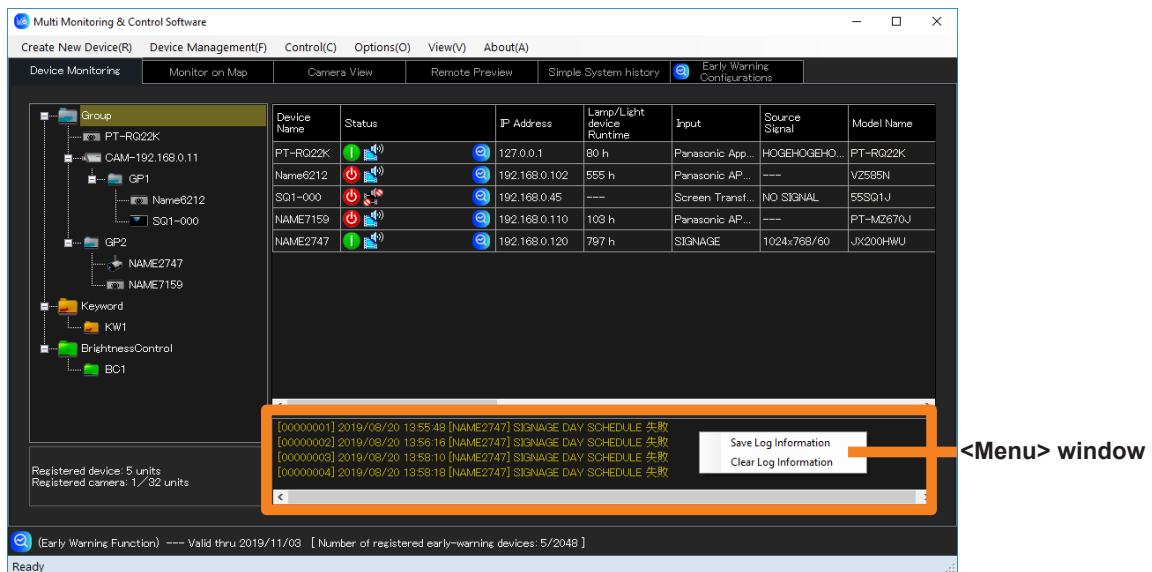 Multi Monitoring & Control Software
Create New Device(R) Device Management(F) Control(C) Options(O) View(V) About(A)
Device Monitoring Monitor on Map Camera View Remote Preview Simple System history Early Warning Configurations
Group
PT-RQ22K
CAM-192.168.0.11
GP1
Name6212
SQ1-000
GP2
NAME2747
NAME7159
Keyword
KW1
BrightnessControl
BC1
Registered device: 5 units
Registered camera: 1/32 units
Device Name Status IP Address Lamp/Light device Runtime Input Source Signal Model Name
PT-RQ22K 127.0.0.1 80 h Panasonic App... HOGEHOGEHO... PT-RQ22K
Name6212 192.168.0.102 555 h Panasonic AP... --- VZ585N
SQ1-000 192.168.0.45 --- Screen Transf... NO SIGNAL 55SQ1J
NAME7159 192.168.0.110 103 h Panasonic AP... --- PT-MZ670J
NAME2747 192.168.0.120 797 h SIGNAGE 1024x768/60 JX200HWU
[00000001] 2019/08/20 13:55:48 [NAME2747] SIGNAGE DAY SCHEDULE 失敗
[00000002] 2019/08/20 13:56:16 [NAME2747] SIGNAGE DAY SCHEDULE 失敗
[00000003] 2019/08/20 13:58:10 [NAME2747] SIGNAGE DAY SCHEDULE 失敗
[00000004] 2019/08/20 13:58:18 [NAME2747] SIGNAGE DAY SCHEDULE 失敗
Save Log Information
Clear Log Information
<Menu> window
(Early Warning Function) --- Valid thru 2019/11/03 [ Number of registered early-warning devices: 5/2048 ]
Ready